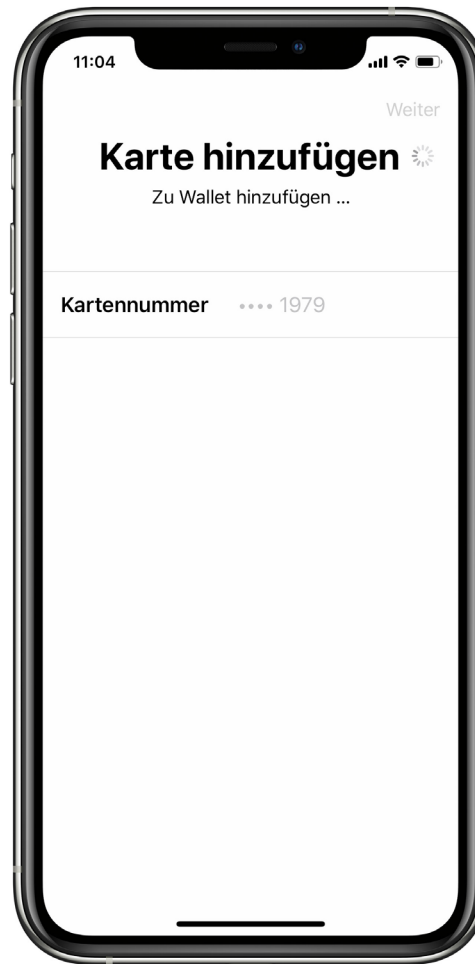 11:04
Weiter
Karte hinzufügen
Zu Wallet hinzufügen ...
Kartennummer •••• 1979